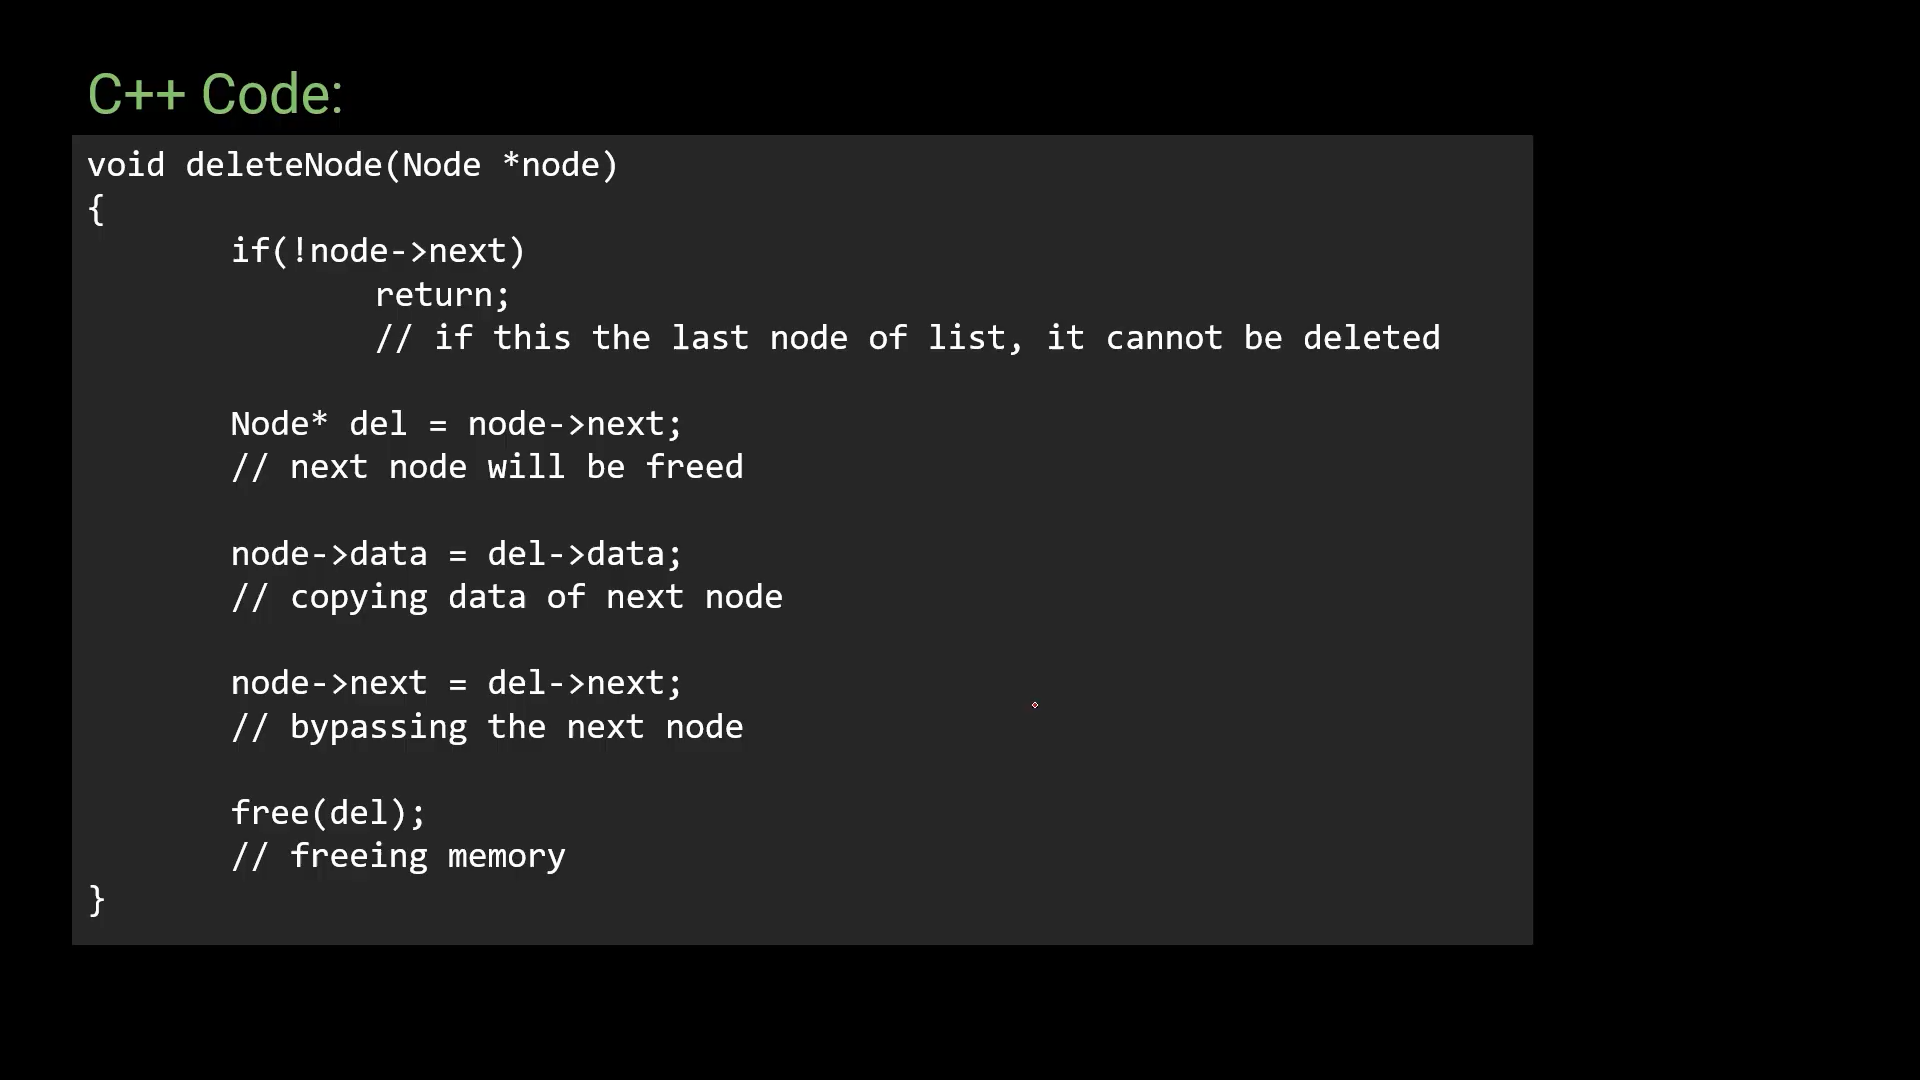 C++ Code:
void deleteNode(Node *node)
{
if(!node->next)
return;
// if this the last node of list, it cannot be deleted
Node* del = node->next;
// next node will be freed
node->data = del->data;
// copying data of next node
node->next = del->next;
// bypassing the next node
free(del);
// freeing memory
}